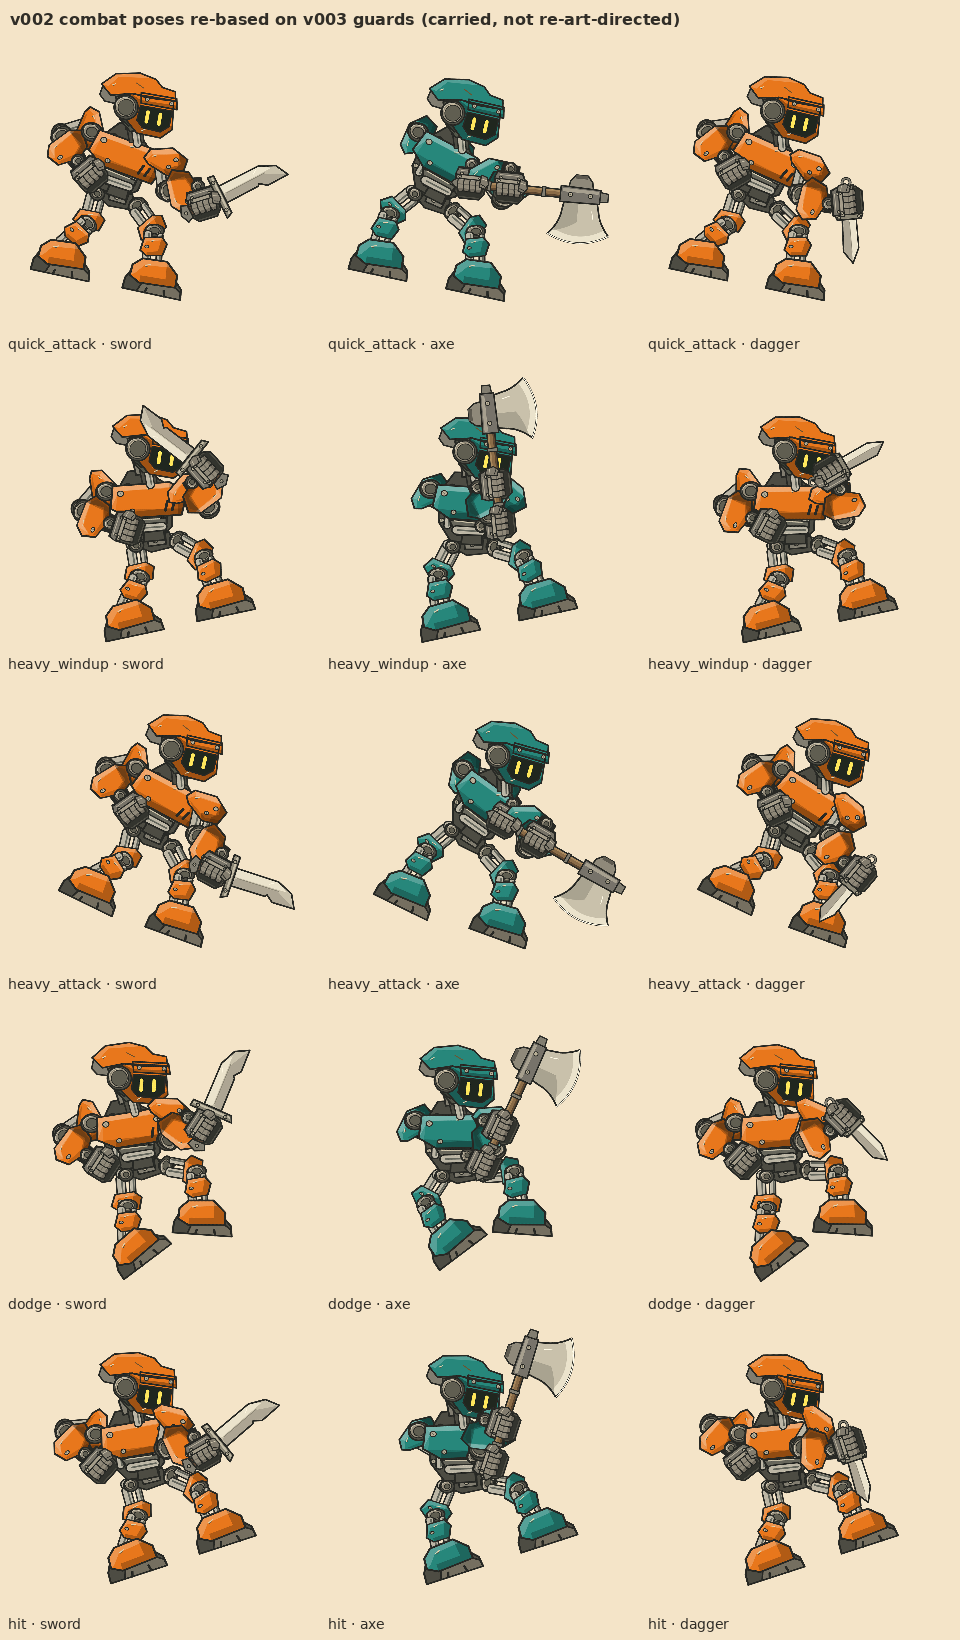 v002 combat poses re-based on v003 guards (carried, not re-art-directed)
quick_attack · sword
quick_attack · axe
quick_attack · dagger
heavy_windup · sword
heavy_windup · axe
heavy_windup · dagger
heavy_attack · sword
heavy_attack · axe
heavy_attack · dagger
dodge · sword
dodge · axe
dodge · dagger
hit · sword
hit · axe
hit · dagger